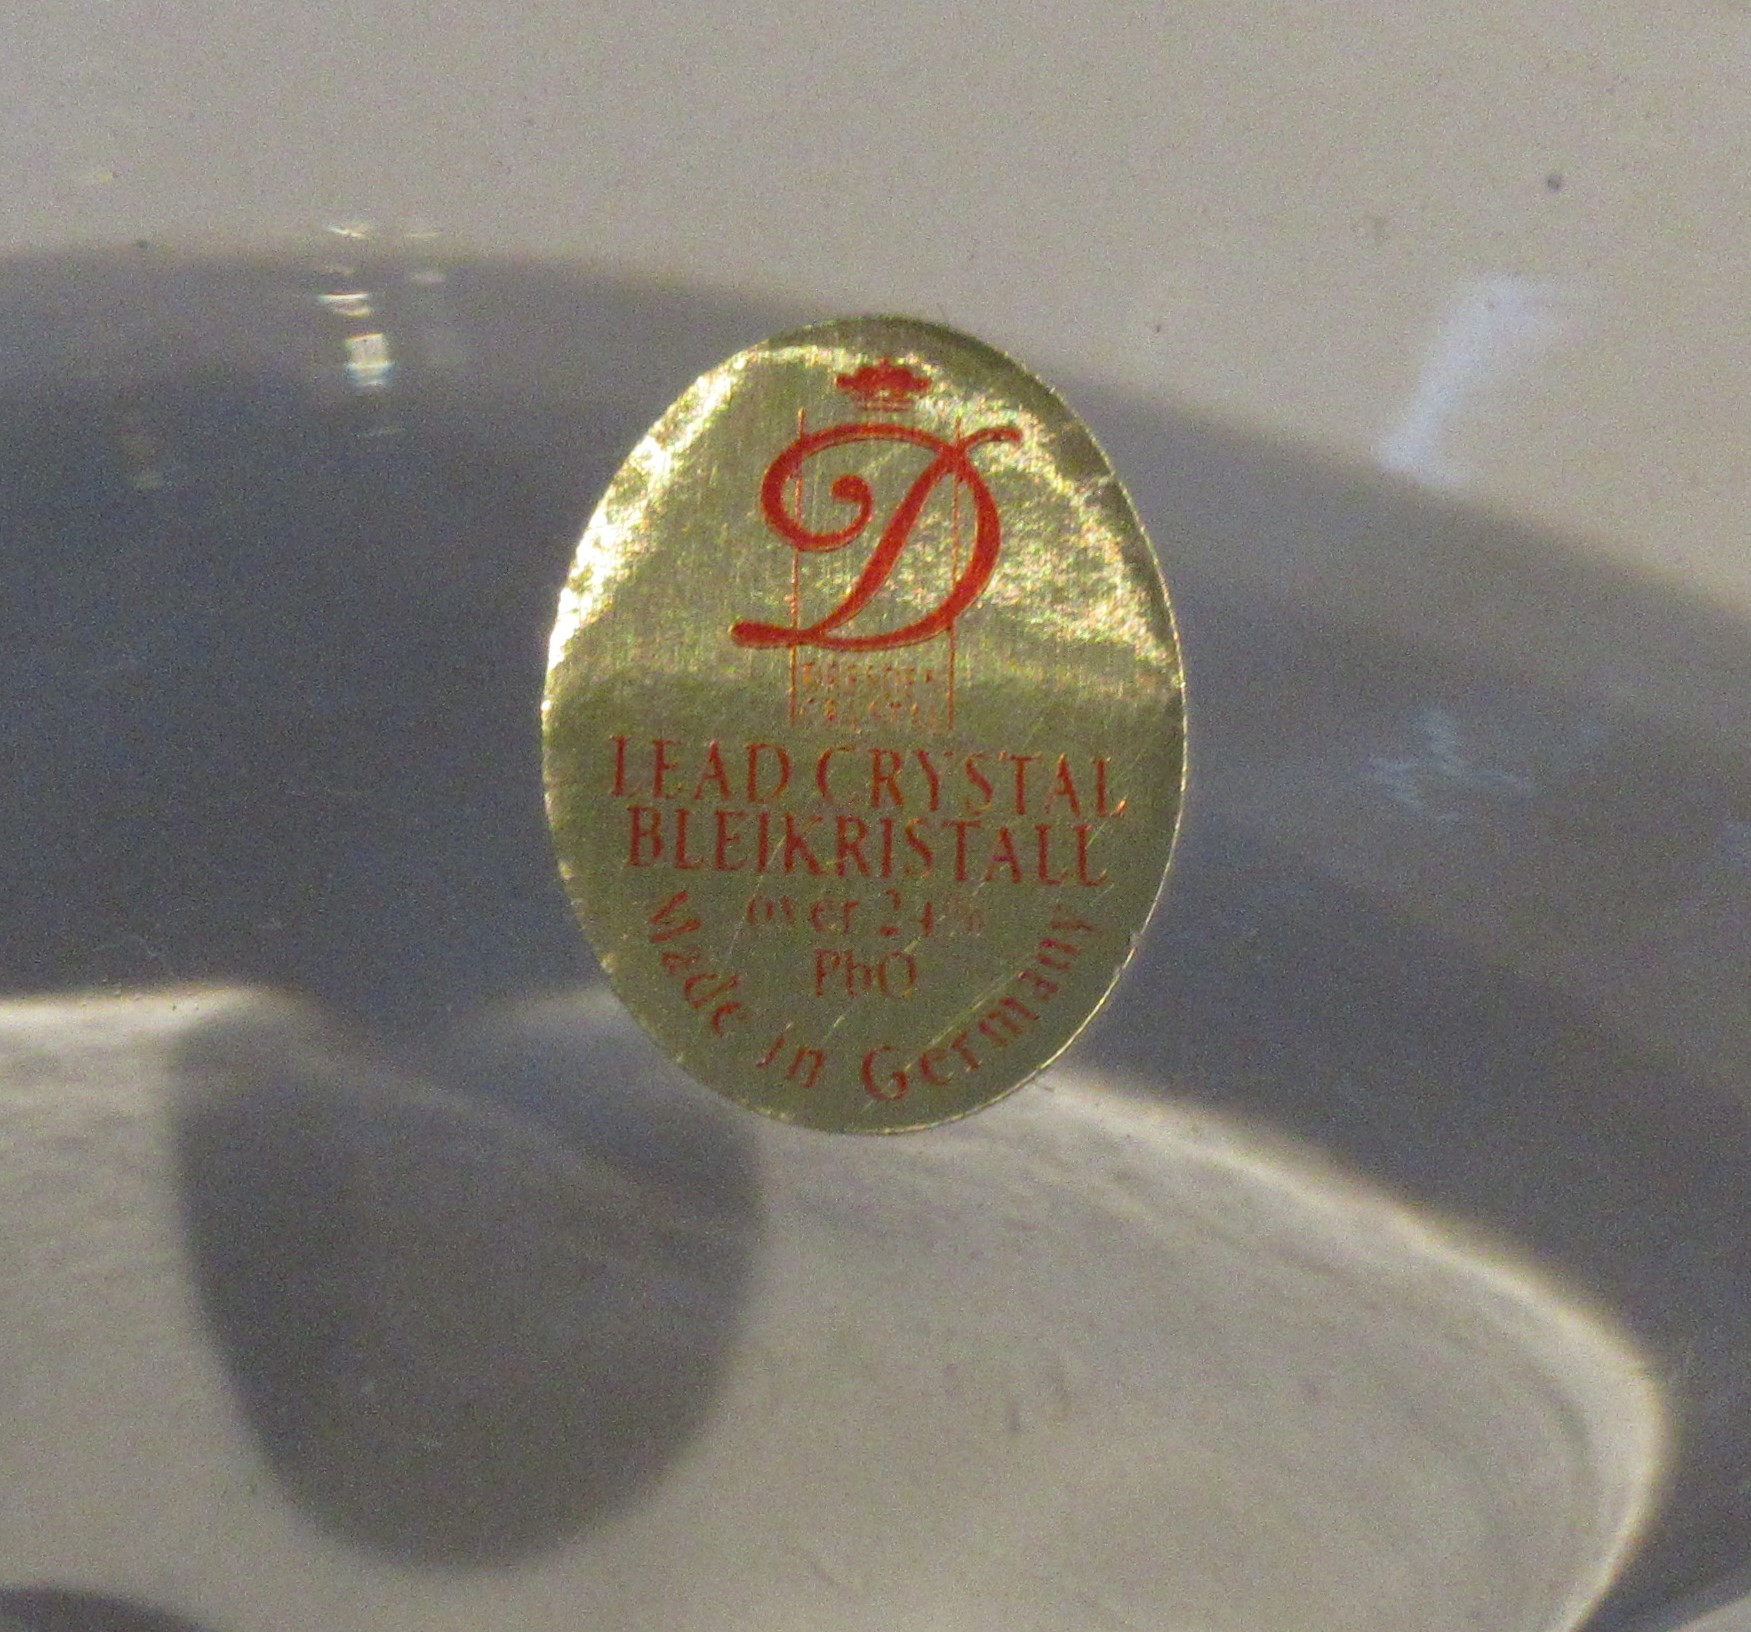 D
DRESDEN
CRYSTAL
LEAD CRYSTAL
BLEIKRISTALL
over 24%
PbO
Made in Germany